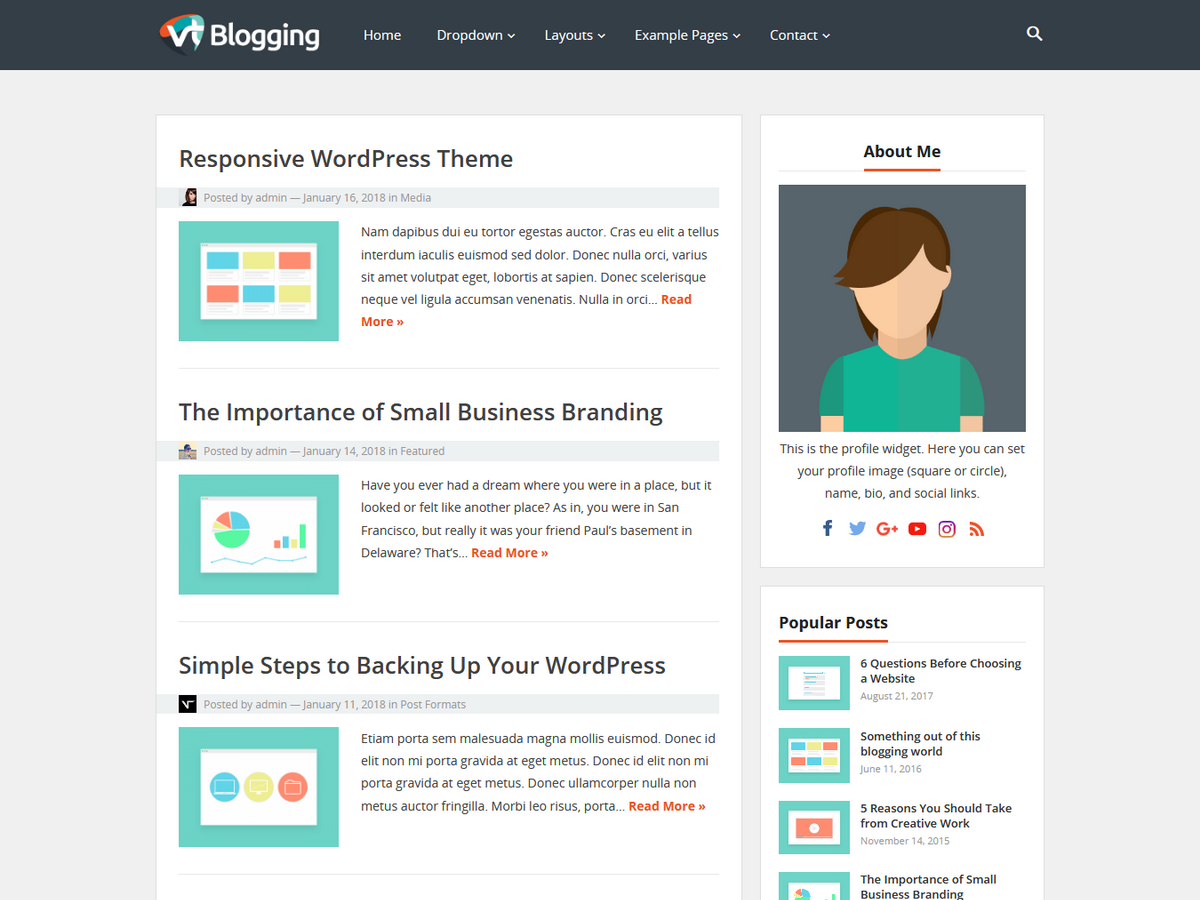 vt Blogging
Home Dropdown Layouts Example Pages Contact
Responsive WordPress Theme
Posted by admin — January 16, 2018 in Media
Nam dapibus dui eu tortor egestas auctor. Cras eu elit a tellus
interdum iaculis euismod sed dolor. Donec nulla orci, varius
sit amet volutpat eget, lobortis at sapien. Donec scelerisque
neque vel ligula accumsan venenatis. Nulla in orci... Read
More »
The Importance of Small Business Branding
Posted by admin — January 14, 2018 in Featured
Have you ever had a dream where you were in a place, but it
looked or felt like another place? As in, you were in San
Francisco, but really it was your friend Paul’s basement in
Delaware? That’s... Read More »
Simple Steps to Backing Up Your WordPress
Posted by admin — January 11, 2018 in Post Formats
Etiam porta sem malesuada magna mollis euismod. Donec id
elit non mi porta gravida at eget metus. Donec id elit non mi
porta gravida at eget metus. Donec ullamcorper nulla non
metus auctor fringilla. Morbi leo risus, porta... Read More »
About Me
This is the profile widget. Here you can set
your profile image (square or circle),
name, bio, and social links.
G+
Popular Posts
6 Questions Before Choosing
a Website
August 21, 2017
Something out of this
blogging world
June 11, 2016
5 Reasons You Should Take
from Creative Work
November 14, 2015
The Importance of Small
Business Branding